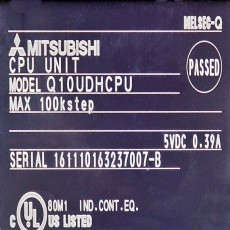 MELSEC-Q
MITSUBISHI
CPU UNIT
MODEL Q10UDHCPU
PASSED
MAX 100kstep
5VDC 0.39A
SERIAL 161110163237007-B
80M1 IND.CONT.EQ.
c UL US LISTED